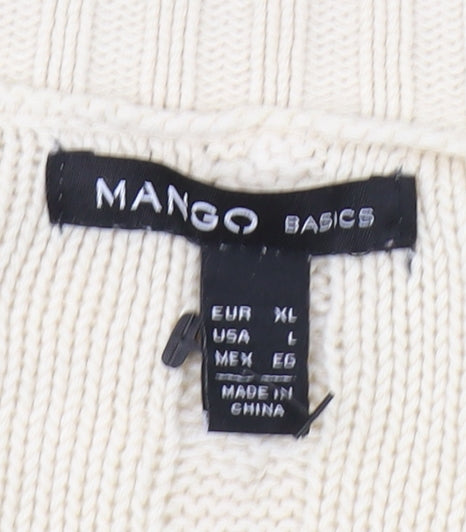 MANGO BASICS
EUR XL
USA L
MEX EG
MADE IN
CHINA